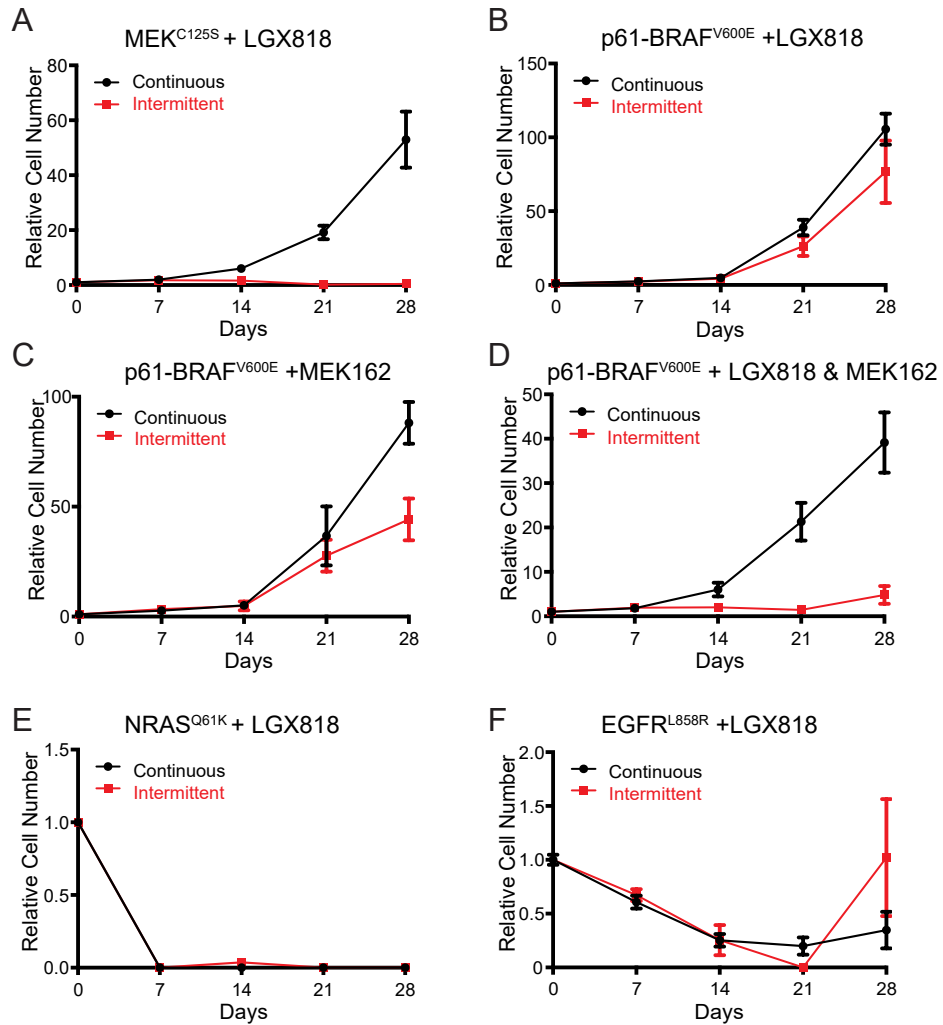 A
MEK^C125S + LGX818
Relative Cell Number
80
60
40
20
0
Continuous
Intermittent
0 7 14 21 28
Days
B
p61-BRAF^V600E +LGX818
Relative Cell Number
150
100
50
0
Continuous
Intermittent
0 7 14 21 28
Days
C
p61-BRAF^V600E +MEK162
Relative Cell Number
100
50
0
Continuous
Intermittent
0 7 14 21 28
Days
D
p61-BRAF^V600E + LGX818 & MEK162
Relative Cell Number
50
40
30
20
10
0
Continuous
Intermittent
0 7 14 21 28
Days
E
NRAS^Q61K + LGX818
Relative Cell Number
1.5
1.0
0.5
0.0
Continuous
Intermittent
0 7 14 21 28
Days
F
EGFR^L858R +LGX818
Relative Cell Number
2.0
1.5
1.0
0.5
0
Continuous
Intermittent
0 7 14 21 28
Days